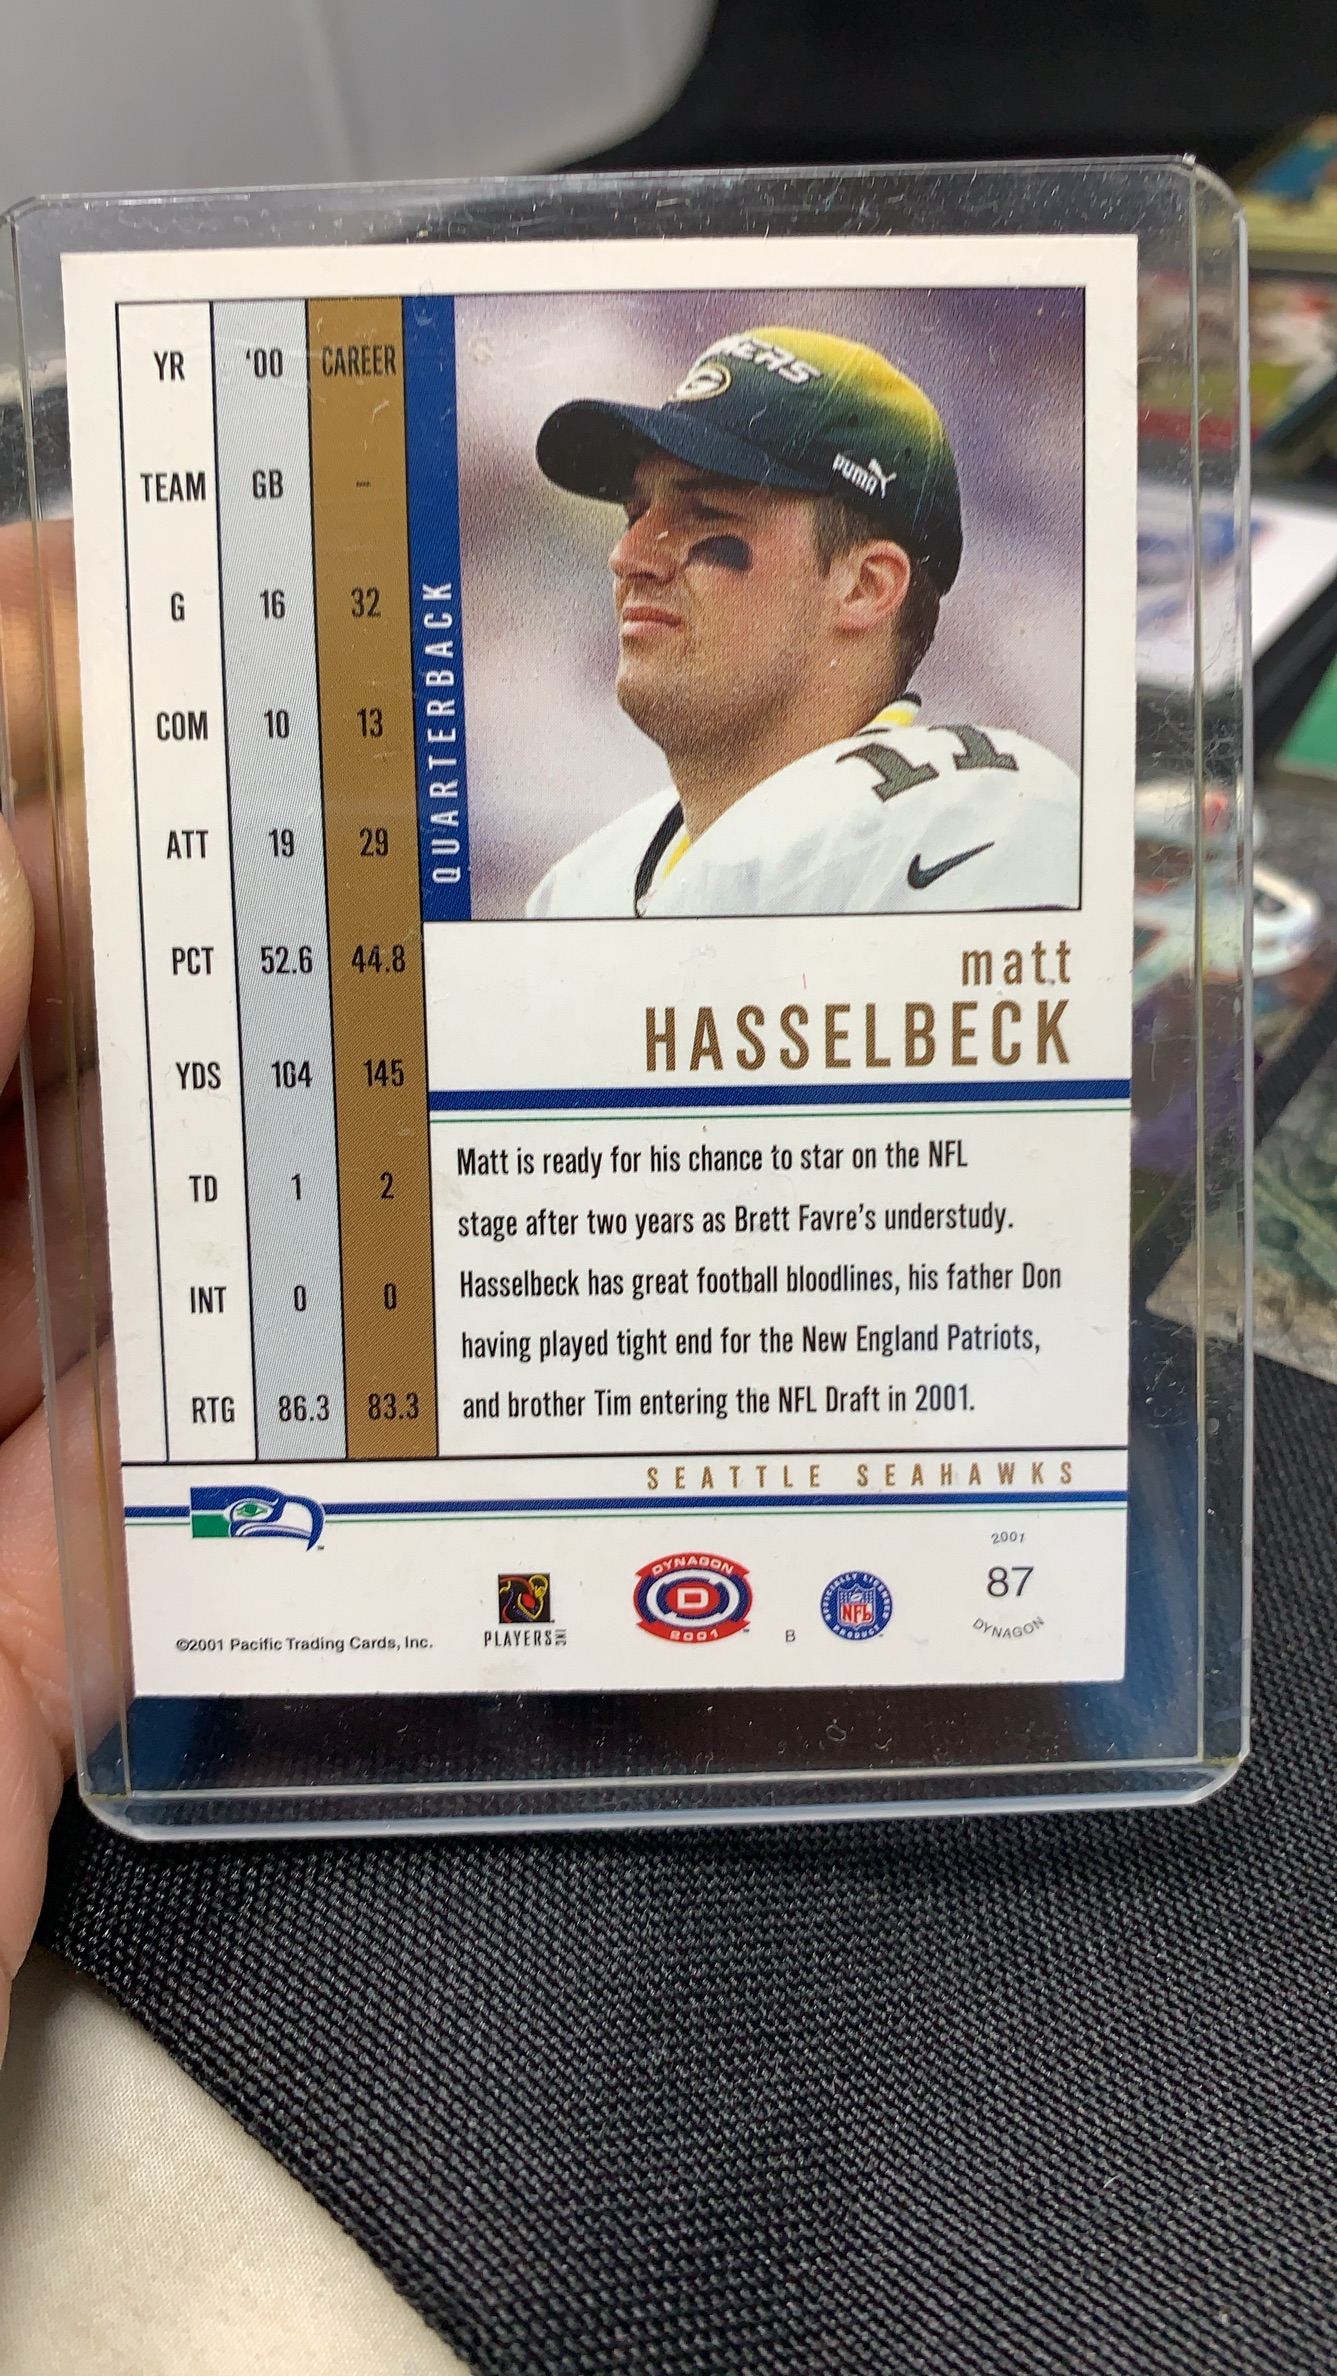 YR '00 CAREER
TEAM GB –
G 16 32
COM 10 13
ATT 19 29
PCT 52.6 44.8
YDS 104 145
TD 1 2
INT 0 0
RTG 86.3 83.3
QUARTERBACK
PUMA
11
matt
HASSELBECK
Matt is ready for his chance to star on the NFL
stage after two years as Brett Favre's understudy.
Hasselbeck has great football bloodlines, his father Don
having played tight end for the New England Patriots,
and brother Tim entering the NFL Draft in 2001.
SEATTLE SEAHAWKS
©2001 Pacific Trading Cards, Inc.
PLAYERS INC
DYNAGON
D
2001
B
OFFICIALLY LICENSED
NFL
PRODUCT
2001
87
DYNAGON